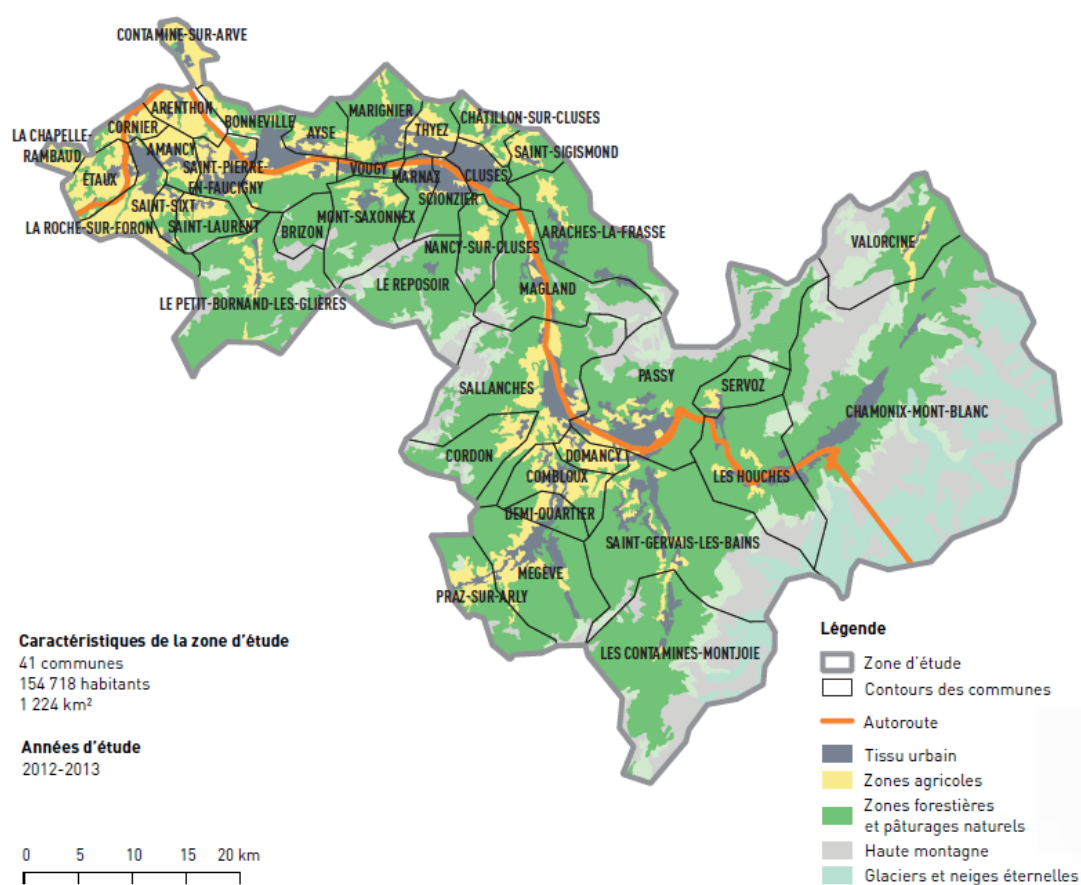 CONTAMINE-SUR-ARVE
ARENTHON
CORNIER
LA CHAPELLE-
RAMBAUD
AMANCY
ÉTAUX
BONNEVILLE
AYSE
MARIGNIER
THYEZ
CHÂTILLON-SUR-CLUSES
SAINT-SIGISMOND
SAINT-PIERRE-
EN-FAUCIGNY
VOUGY
MARNAZ
CLUSES
SCIONZIER
SAINT-SIXT
LA ROCHE-SUR-FORON
SAINT-LAURENT
BRIZON
MONT-SAXONNEX
NANCY-SUR-CLUSES
ARACHES-LA-FRASSE
LE PETIT-BORNAND-LES-GLIÈRES
LE REPOSOIR
MAGLAND
VALORCINE
SALLANCHES
PASSY
SERVOZ
CHAMONIX-MONT-BLANC
CORDON
DOMANCY
COMBLOUX
LES HOUCHES
DEMI-QUARTIER
SAINT-GERVAIS-LES-BAINS
MEGÈVE
PRAZ-SUR-ARLY
LES CONTAMINES-MONTJOIE
Caractéristiques de la zone d'étude
41 communes
154 718 habitants
1 224 km²
Années d'étude
2012-2013
0 5 10 15 20 km
Légende
Zone d'étude
Contours des communes
Autoroute
Tissu urbain
Zones agricoles
Zones forestières
et pâturages naturels
Haute montagne
Glaciers et neiges éternelles